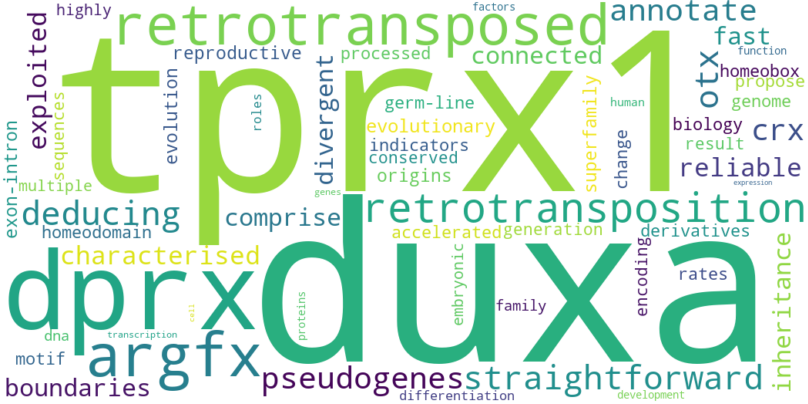 highly
retrotransposed
factors
annotate
exploited
fast
reproductive
processed
connected
function
tprx1
otx
homeobox
propose
sequences
evolution
roles
divergent
germ-line
superfamily
human
genome
evolutionary
biology
crx
indicators
conserved
change
result
exon-intron
origins
reliable
multiple
genes
expression
deducing
comprise
retrotransposition
homeodomain
accelerated
generation
derivatives
characterised
duxa
dprx
embryonic
encoding
rates
inheritance
proteins
family
cell
dna
transcription
argfx
motif
boundaries
pseudogenes
straightforward
differentiation
development